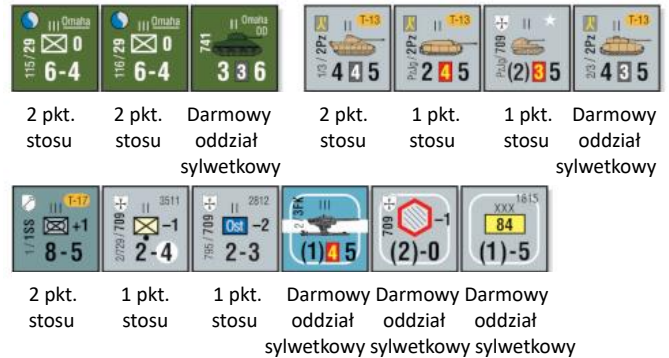 III Omaha
115/29
0
6-4
III Omaha
116/29
0
6-4
II Omaha
DD
741
3 3 6
II T-13
1/3/2Pz
4 4 5
II T-13
PzJg/2Pz
2 4 5
II
PzJg/709
(2) 3 5
II T-13
2/3/2Pz
4 3 5
2 pkt.
stosu
2 pkt.
stosu
Darmowy
oddział
sylwetkowy
2 pkt.
stosu
1 pkt.
stosu
1 pkt.
stosu
Darmowy
oddział
sylwetkowy
III T-17
1/1SS
+1
8-5
II 3511
2/729/709
-1
2-4
II 2812
795/709
Ost -2
2-3
III
2/3FK
(1) 4 5
709
-1
(2)-0
XXX 1815
84
(1)-5
2 pkt.
stosu
1 pkt.
stosu
1 pkt.
stosu
Darmowy
oddział
sylwetkowy
Darmowy
oddział
sylwetkowy
Darmowy
oddział
sylwetkowy